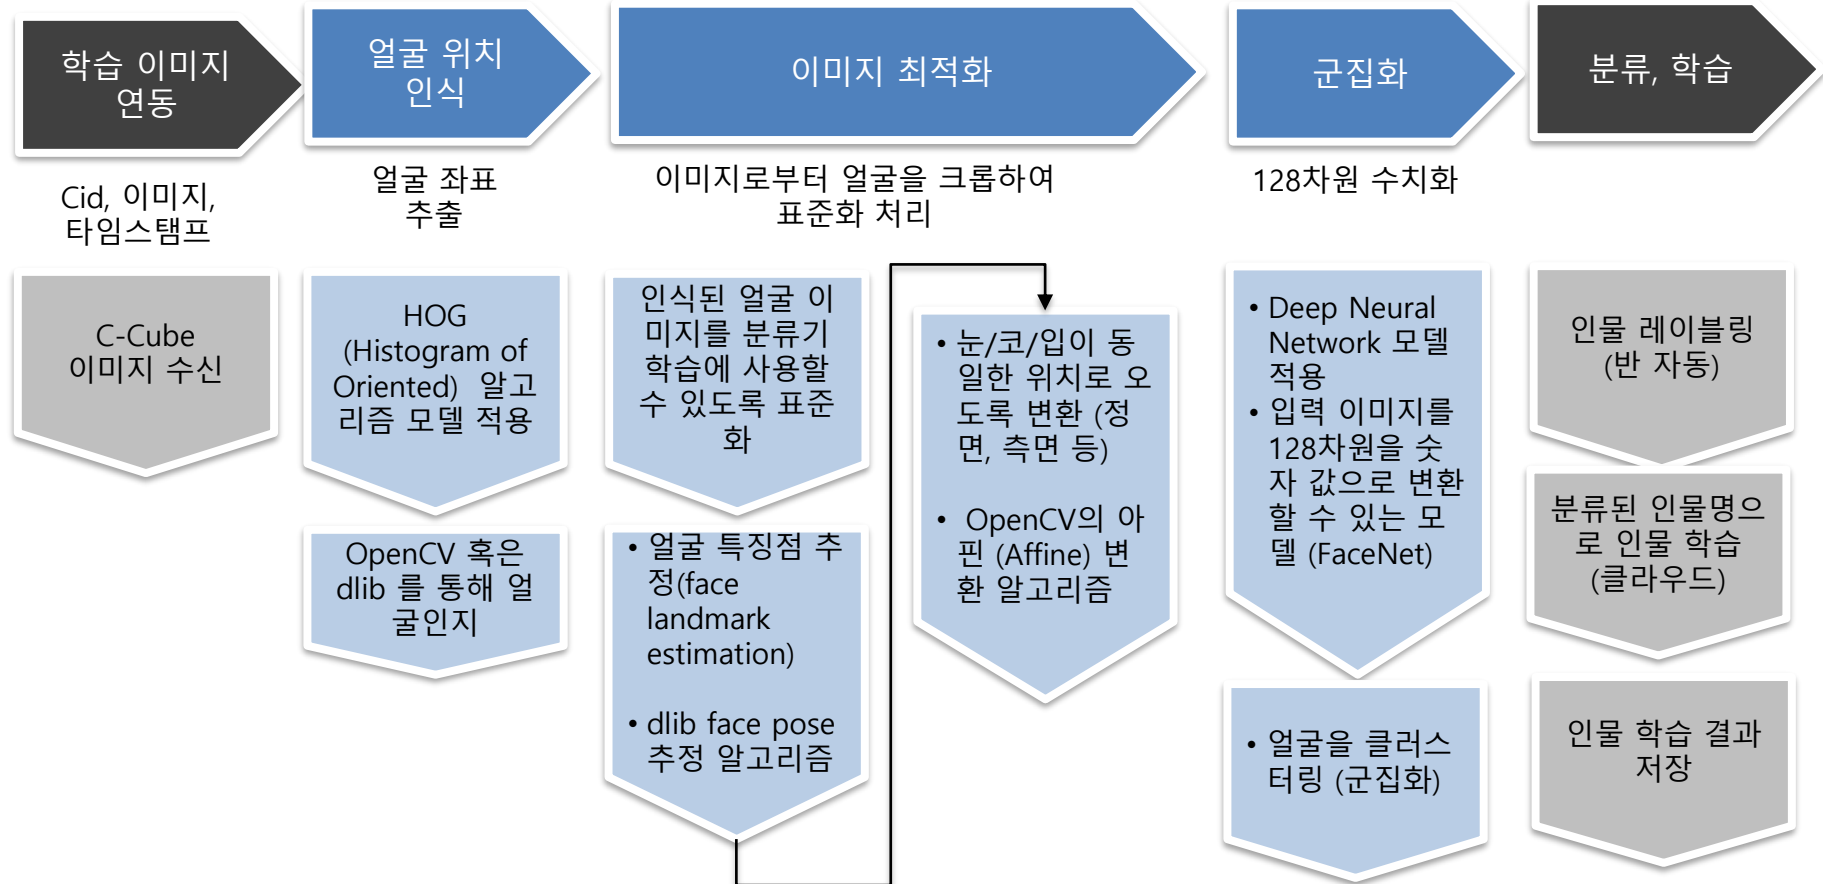 학습 이미지
연동
얼굴 위치
인식
이미지 최적화
군집화
분류, 학습
Cid, 이미지,
타임스탬프
얼굴 좌표
추출
이미지로부터 얼굴을 크롭하여
표준화 처리
128차원 수치화
C-Cube
이미지 수신
HOG
(Histogram of
Oriented) 알고
리즘 모델 적용
OpenCV 혹은
dlib 를 통해 얼
굴인지
인식된 얼굴 이
미지를 분류기
학습에 사용할
수 있도록 표준
화
• 얼굴 특징점 추
정(face
landmark
estimation)
• dlib face pose
추정 알고리즘
• 눈/코/입이 동
일한 위치로 오
도록 변환 (정
면, 측면 등)
• OpenCV의 아
핀 (Affine) 변
환 알고리즘
• Deep Neural
Network 모델
적용
• 입력 이미지를
128차원을 숫
자 값으로 변환
할 수 있는 모
델 (FaceNet)
• 얼굴을 클러스
터링 (군집화)
인물 레이블링
(반 자동)
분류된 인물명으
로 인물 학습
(클라우드)
인물 학습 결과
저장